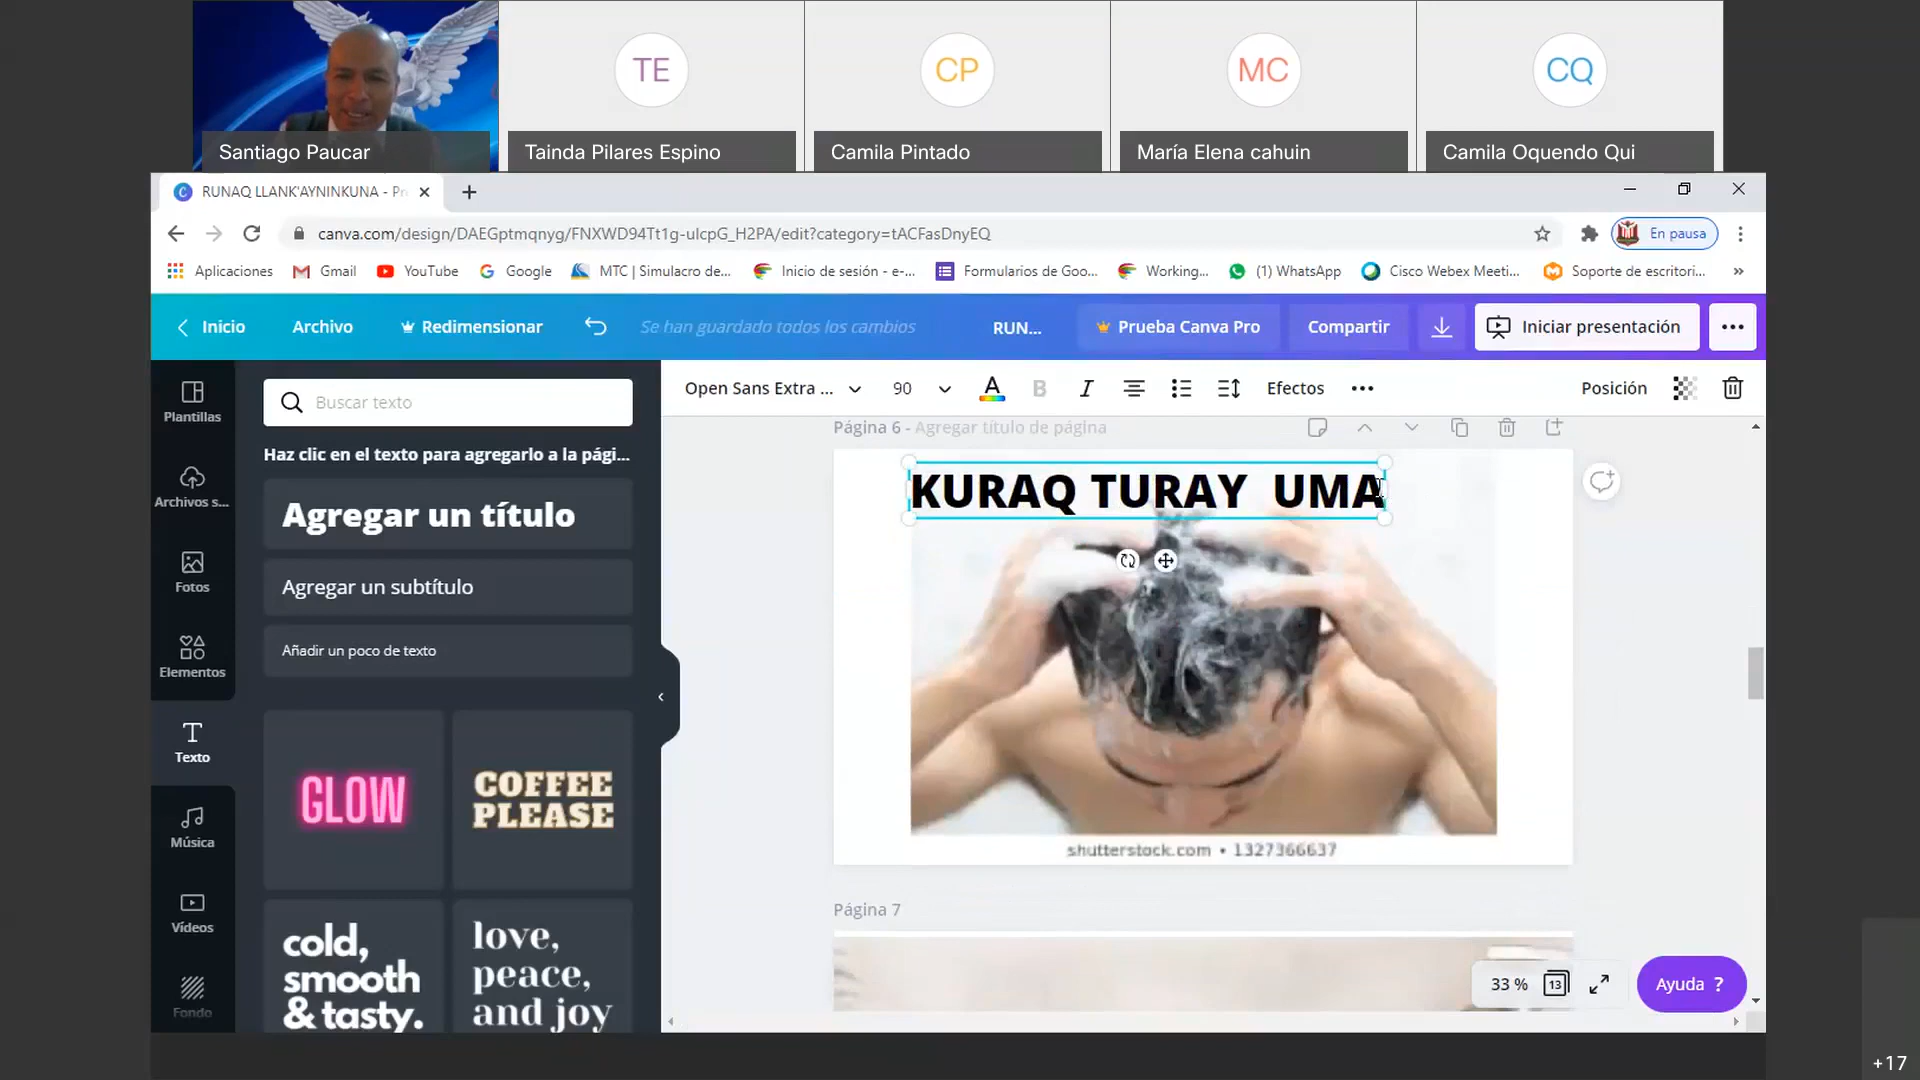 TE
CP
MC
CQ
Santiago Paucar
Tainda Pilares Espino
Camila Pintado
María Elena cahuin
Camila Oquendo Qui
RUNAQ LLANK'AYNINKUNA - Pr
canva.com/design/DAEGptmqnyg/FNXWD94Tt1g-ulcpG_H2PA/edit?category=tACFasDnyEQ
En pausa
Aplicaciones
Gmail
YouTube
Google
MTC | Simulacro de...
Inicio de sesión - e-...
Formularios de Goo...
Working...
(1) WhatsApp
Cisco Webex Meeti...
Soporte de escritori...
»
Inicio
Archivo
Redimensionar
Se han guardado todos los cambios
RUN...
Prueba Canva Pro
Compartir
Iniciar presentación
Plantillas
Archivos s...
Fotos
Elementos
Texto
Música
Vídeos
Fondo
Buscar texto
Haz clic en el texto para agregarlo a la pági...
Agregar un título
Agregar un subtítulo
Añadir un poco de texto
GLOW
COFFEE
PLEASE
cold,
smooth
& tasty.
love,
peace,
and joy
Open Sans Extra ...
90
A
B
I
Efectos
Posición
Página 6 - Agregar título de página
KURAQ TURAY UMA
shutterstock.com • 1327366637
Página 7
33 %
13
Ayuda ?
+17